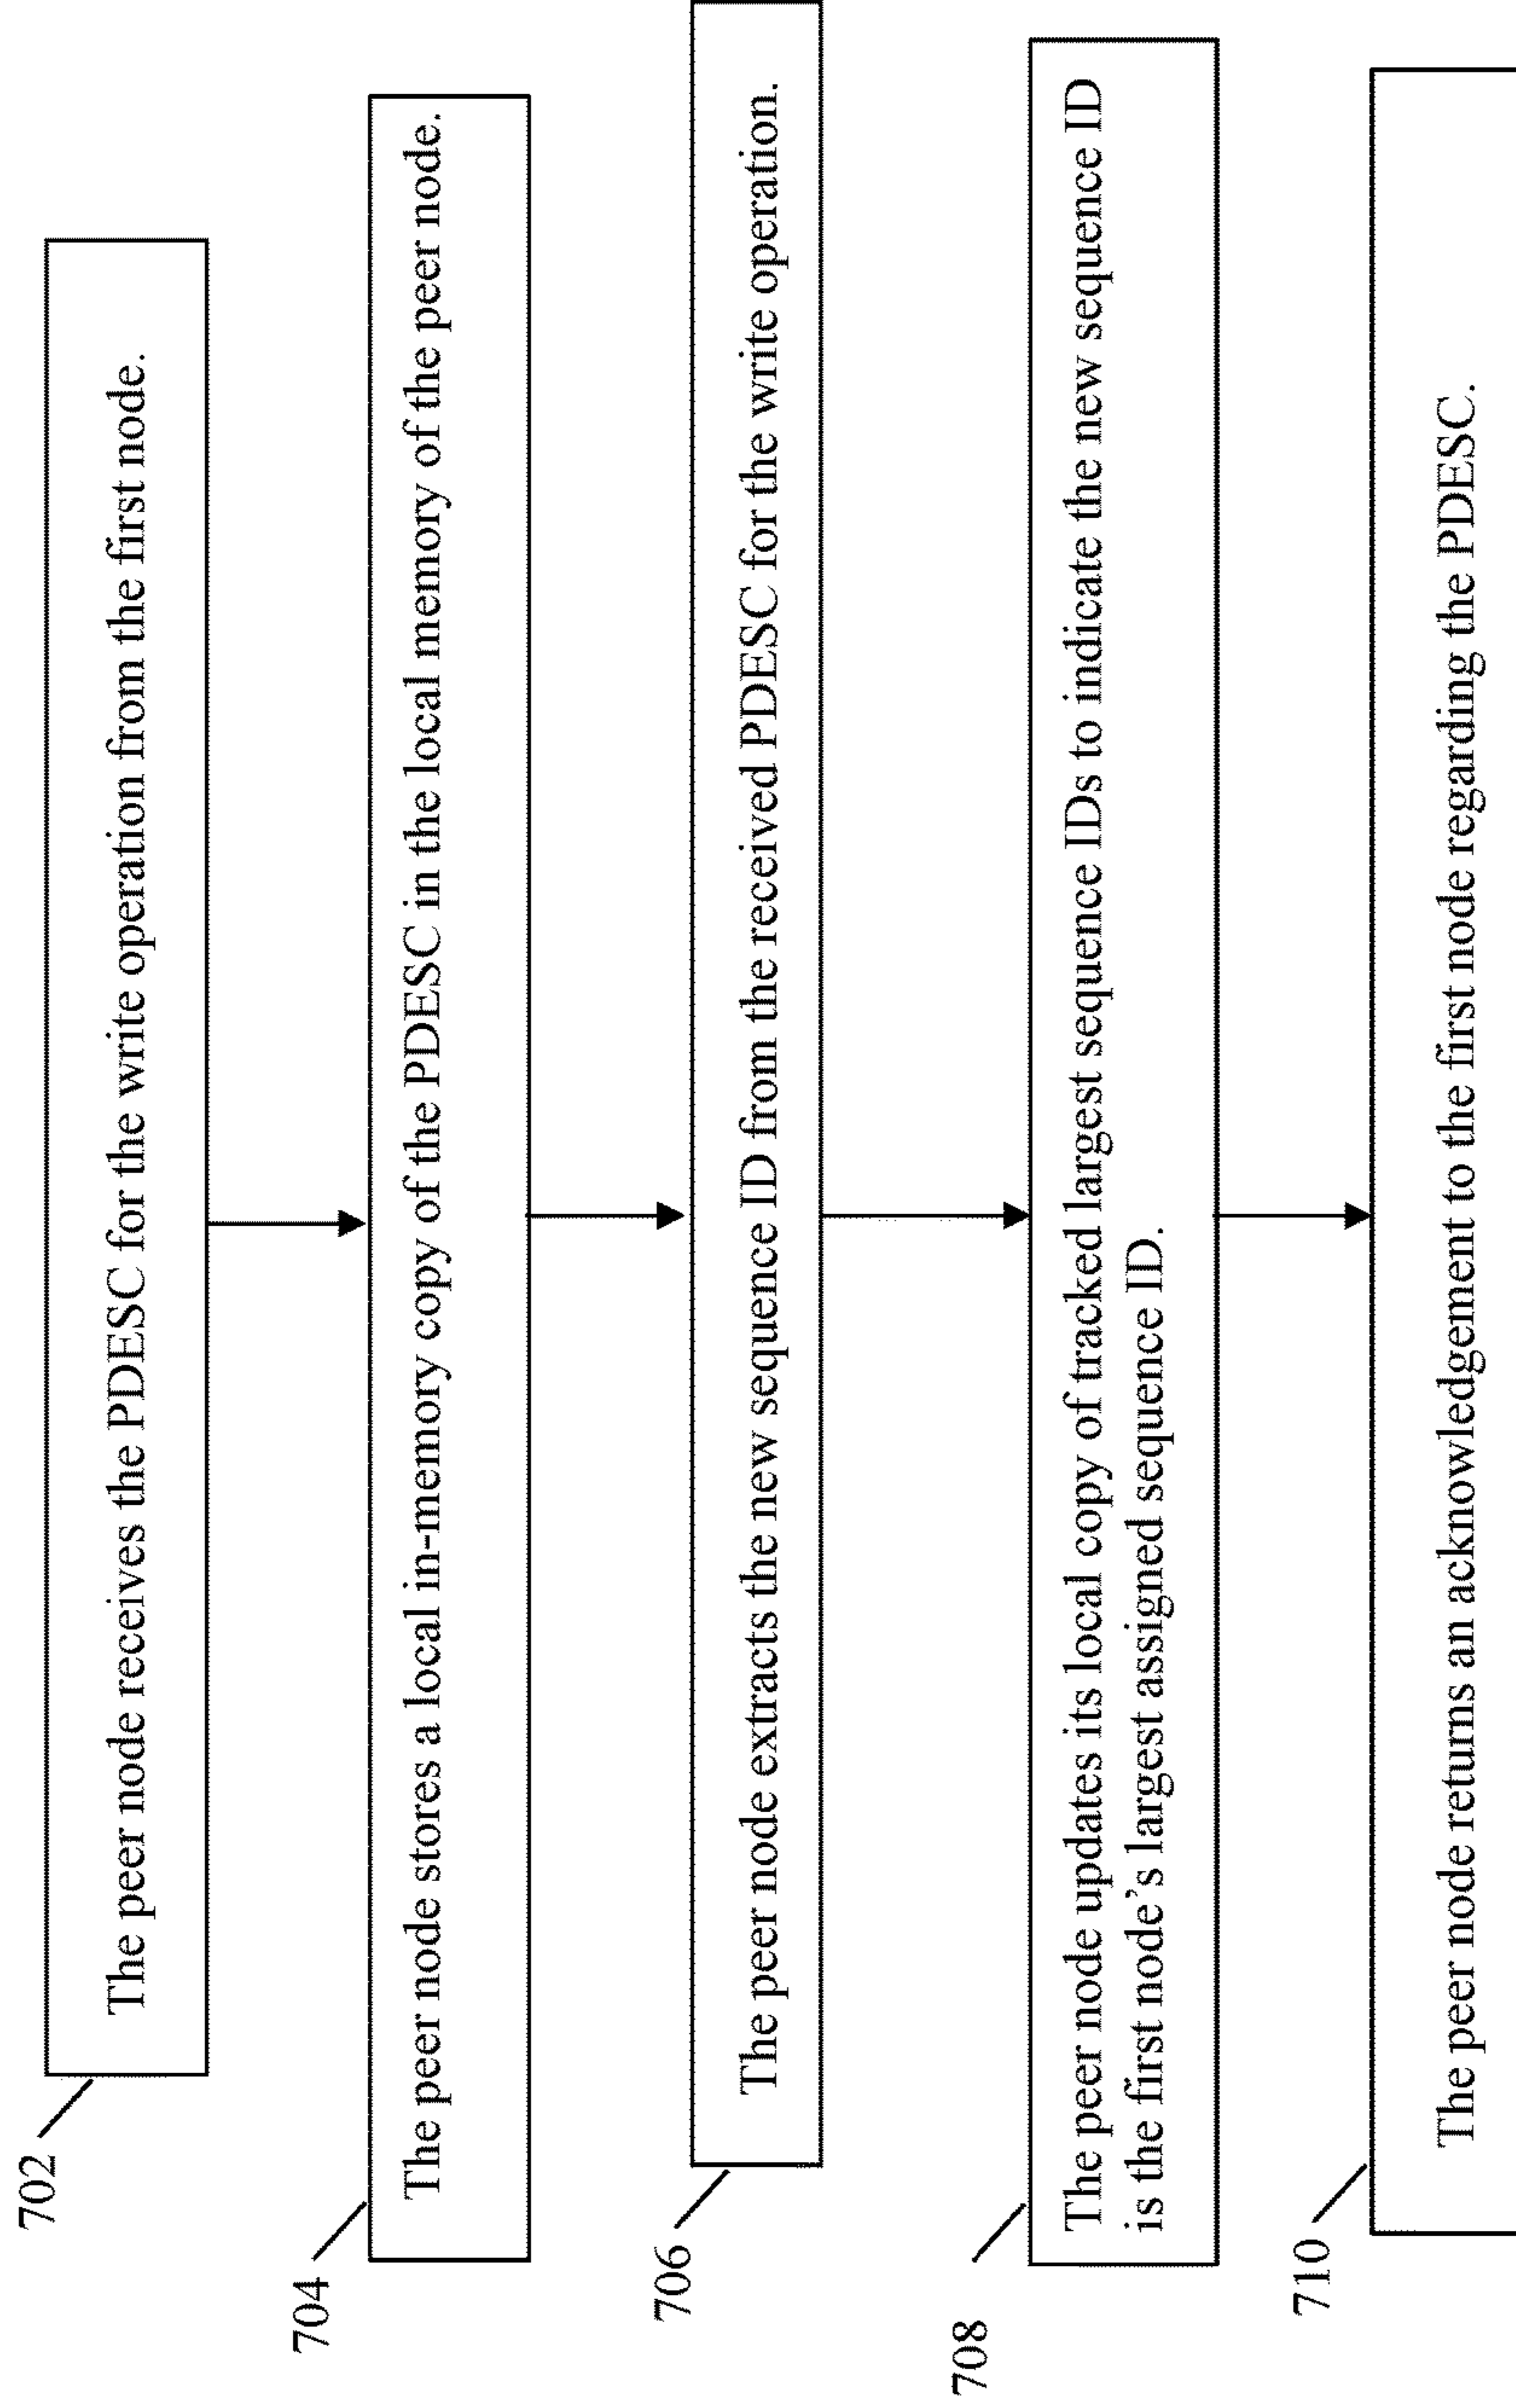 702
The peer node receives the PDESC for the write operation from the first node.
704
The peer node stores a local in-memory copy of the PDESC in the local memory of the peer node.
706
The peer node extracts the new sequence ID from the received PDESC for the write operation.
708
The peer node updates its local copy of tracked largest sequence IDs to indicate the new sequence ID
is the first node's largest assigned sequence ID.
710
The peer node returns an acknowledgement to the first node regarding the PDESC.